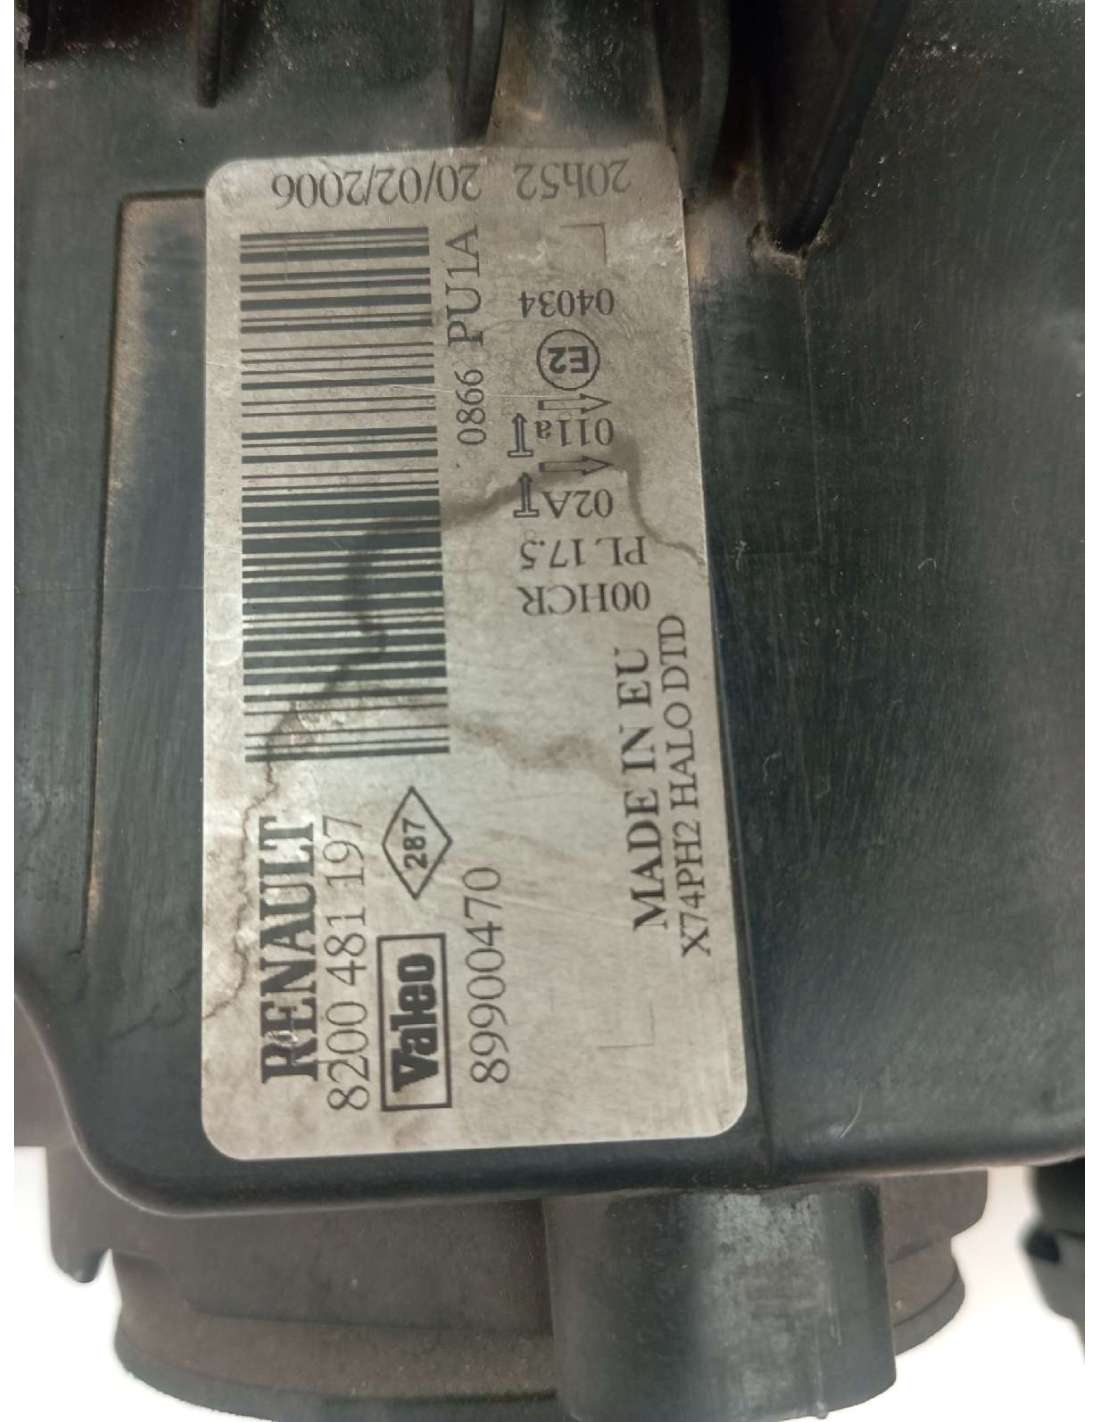 RENAULT
8200 481 197
Valeo
287
89900470
0866 PU1A
MADE IN EU
X74PH2 HALO DTD
20/02/2006 20h52
04034
E2
011a
02A
PL 17.5
00HCR